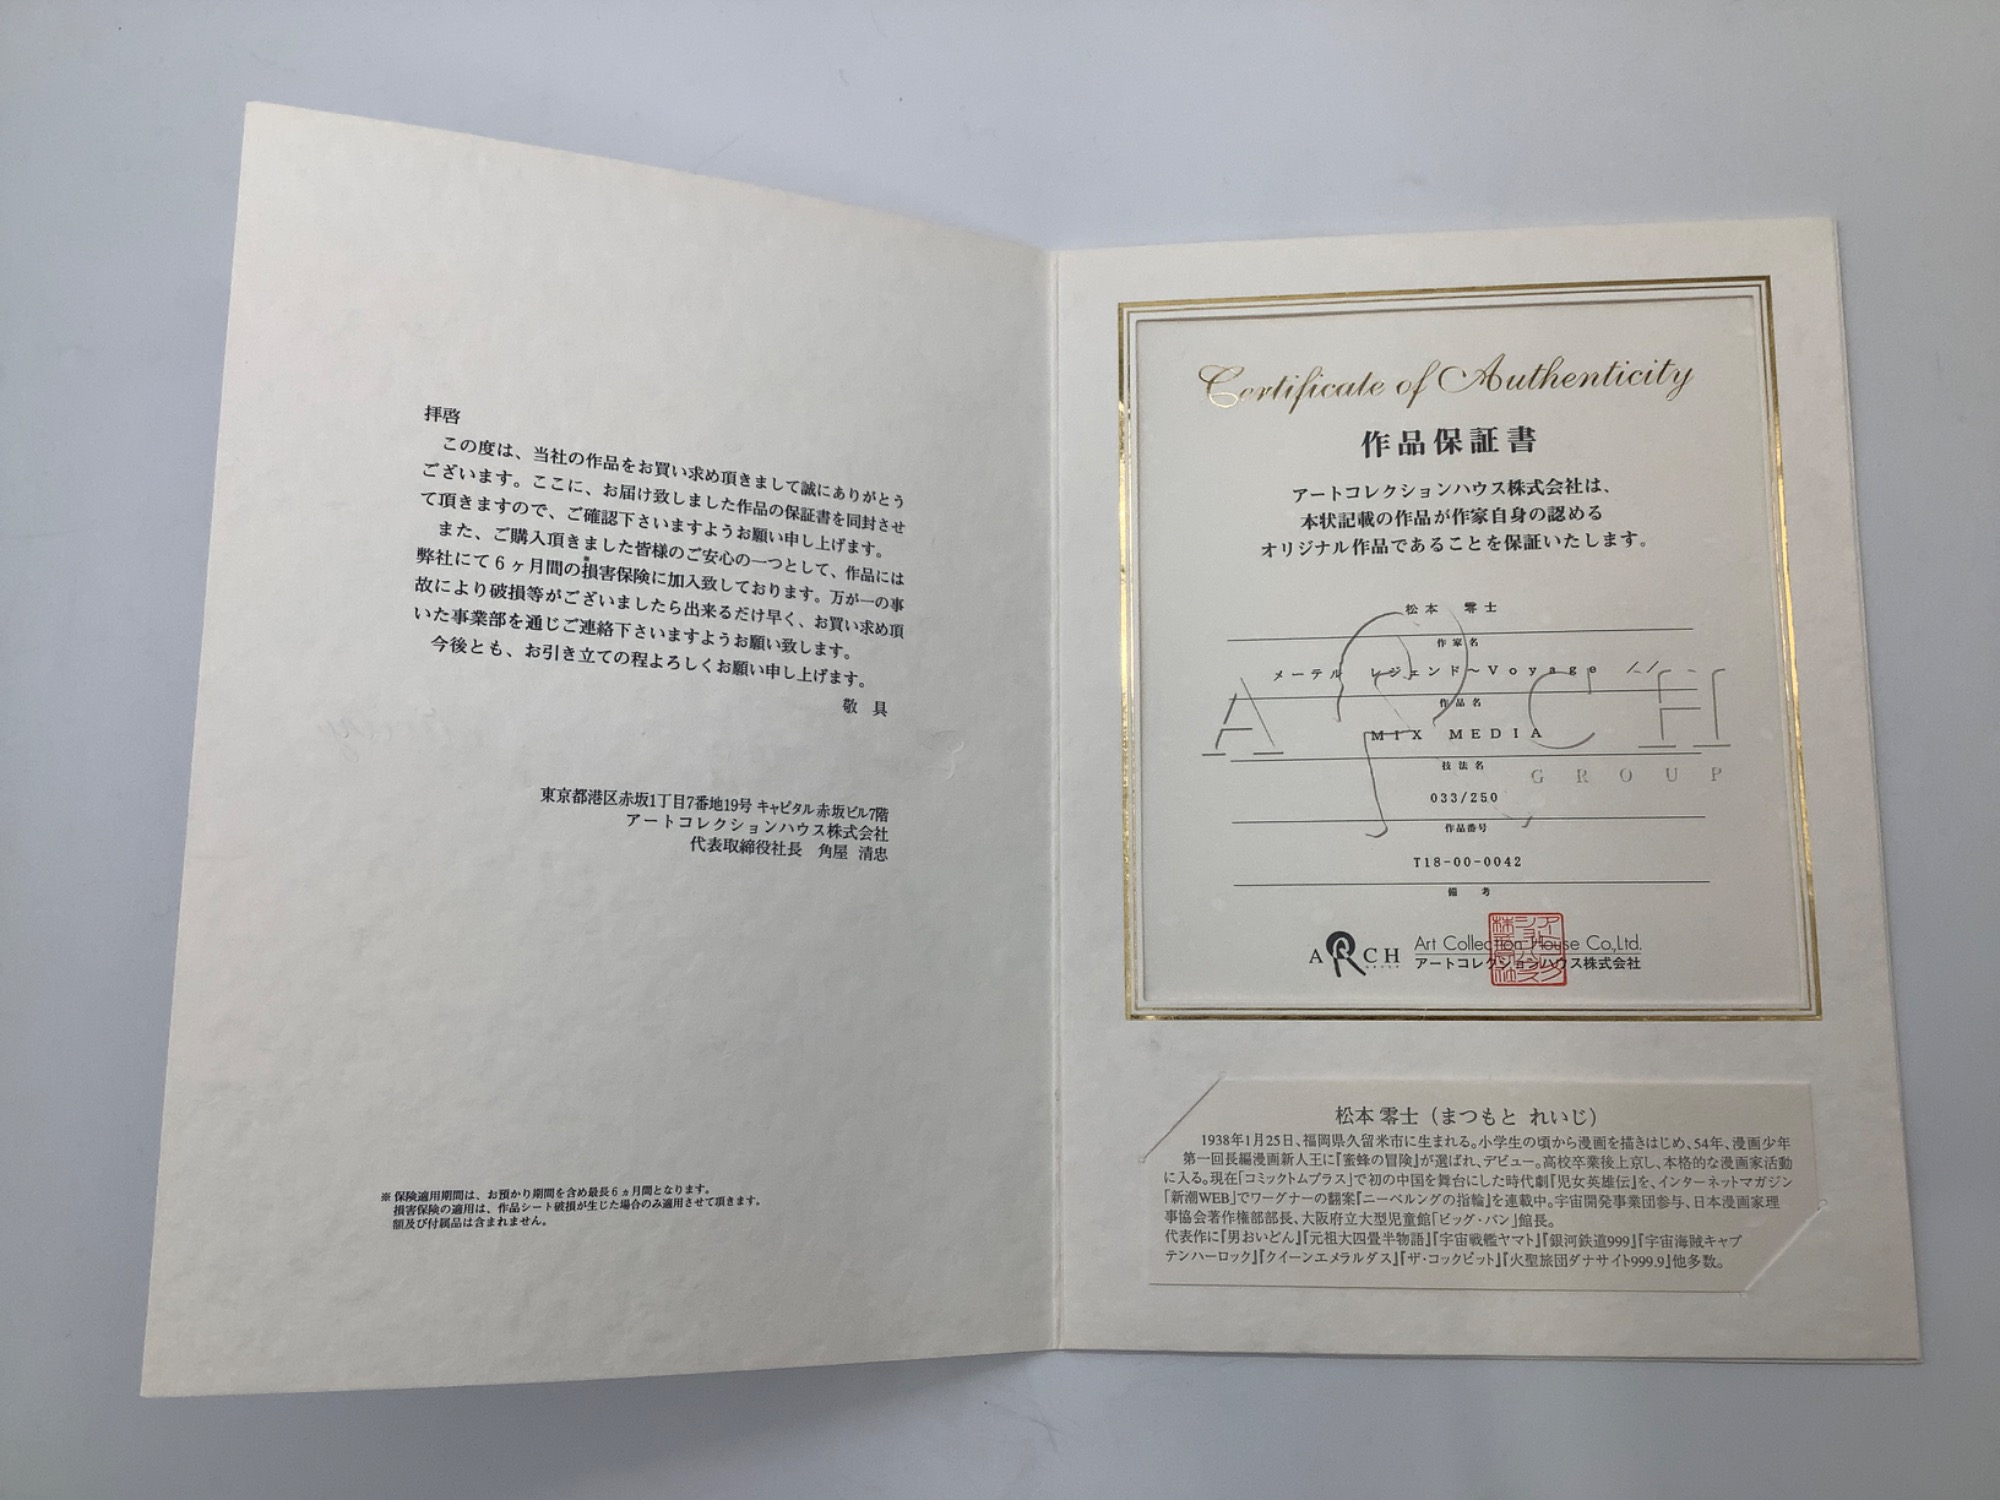 拝啓
この度は、当社の作品をお買い求め頂きまして誠にありがとう
ございます。ここに、お届け致しました作品の保証書を同封させ
て頂きますので、ご確認下さいますようお願い申し上げます。
また、ご購入頂きました皆様のご安心の一つとして、作品には
弊社にて6ヶ月間の※損害保険に加入致しております。万が一の事
故により破損等がございましたら出来るだけ早く、お買い求め頂
いた事業部を通じご連絡下さいますようお願い致します。
今後とも、お引き立ての程よろしくお願い申し上げます。
敬 具
東京都港区赤坂1丁目7番地19号 キャピタル赤坂ビル7階
アートコレクションハウス株式会社
代表取締役社長 角屋 清忠
※ 保険適用期間は、お預かり期間を含め最長6ヵ月間となります。
損害保険の適用は、作品シート破損が生じた場合のみ適用させて頂きます。
額及び付属品は含まれません。
Certificate of Authenticity
作品保証書
アートコレクションハウス株式会社は、
本状記載の作品が作家自身の認める
オリジナル作品であることを保証いたします。
松本 零士
作家名
メーテル レジェンド～Voyage
作品名
ARCH
MIX MEDIA
技法名
GROUP
033/250
作品番号
T18-00-0042
備 考
ARCH Art Collection House Co.,Ltd.
アートコレクションハウス株式会社
松本 零士（まつもと れいじ）
1938年1月25日、福岡県久留米市に生まれる。小学生の頃から漫画を描きはじめ、54年、漫画少年
第一回長編漫画新人王に『蜜蜂の冒険』が選ばれ、デビュー。高校卒業後上京し、本格的な漫画家活動
に入る。現在「コミックトムプラス」で初の中国を舞台にした時代劇『児女英雄伝』を、インターネットマガジン
「新潮WEB」でワーグナーの翻案『ニーベルングの指輪』を連載中。宇宙開発事業団参与、日本漫画家理
事協会著作権部部長、大阪府立大型児童館「ビッグ・バン」館長。
代表作に『男おいどん』『元祖大四畳半物語』『宇宙戦艦ヤマト』『銀河鉄道999』『宇宙海賊キャプ
テンハーロック』『クイーンエメラルダス』『ザ・コックピット』『火聖旅団ダナサイト999.9』他多数。